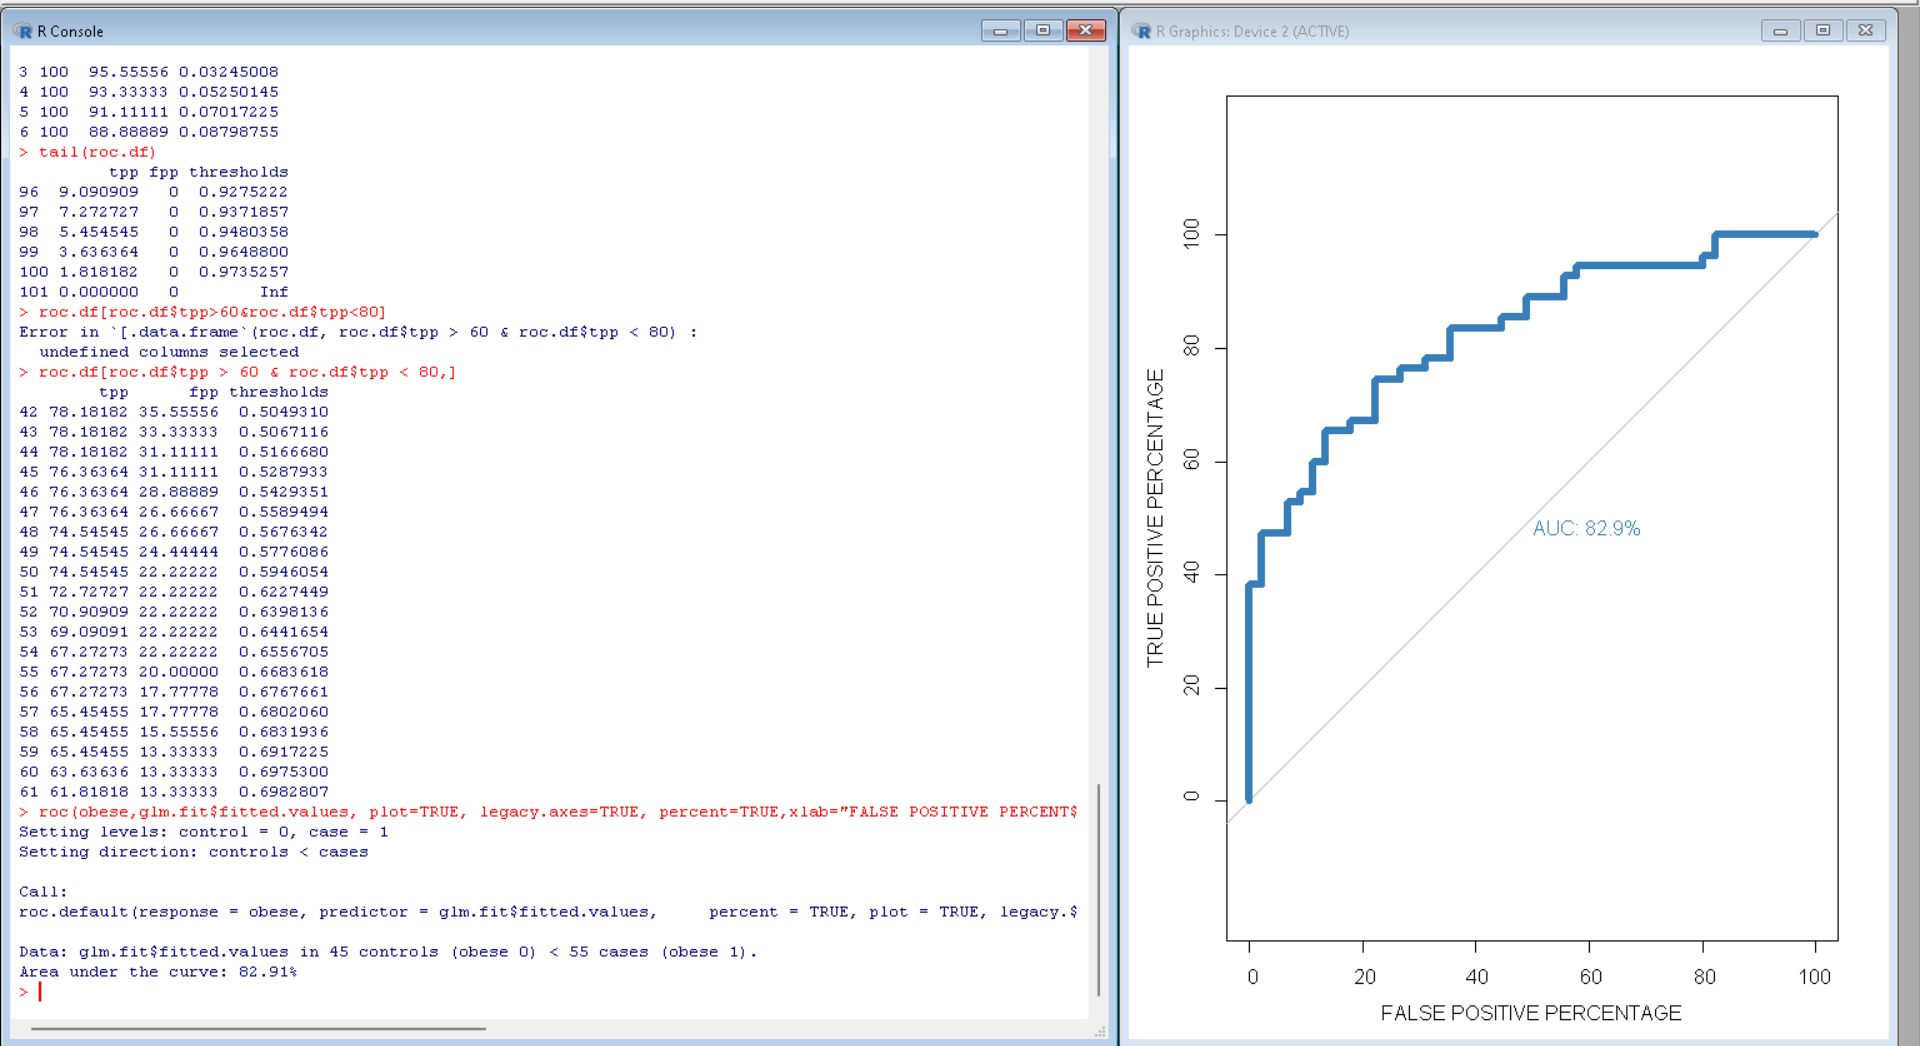 R Console
3 100  95.55556 0.03245008
4 100  93.33333 0.05250145
5 100  91.11111 0.07017225
6 100  88.88889 0.08798755
> tail(roc.df)
         tpp fpp thresholds
96  9.090909   0  0.9275222
97  7.272727   0  0.9371857
98  5.454545   0  0.9480358
99  3.636364   0  0.9648800
100 1.818182   0  0.9735257
101 0.000000   0        Inf
> roc.df[roc.df$tpp>60&roc.df$tpp<80]
Error in `[.data.frame`(roc.df, roc.df$tpp > 60 & roc.df$tpp < 80) :
  undefined columns selected
> roc.df[roc.df$tpp > 60 & roc.df$tpp < 80,]
        tpp      fpp thresholds
42 78.18182 35.55556  0.5049310
43 78.18182 33.33333  0.5067116
44 78.18182 31.11111  0.5166680
45 76.36364 31.11111  0.5287933
46 76.36364 28.88889  0.5429351
47 76.36364 26.66667  0.5589494
48 74.54545 26.66667  0.5676342
49 74.54545 24.44444  0.5776086
50 74.54545 22.22222  0.5946054
51 72.72727 22.22222  0.6227449
52 70.90909 22.22222  0.6398136
53 69.09091 22.22222  0.6441654
54 67.27273 22.22222  0.6556705
55 67.27273 20.00000  0.6683618
56 67.27273 17.77778  0.6767661
57 65.45455 17.77778  0.6802060
58 65.45455 15.55556  0.6831936
59 65.45455 13.33333  0.6917225
60 63.63636 13.33333  0.6975300
61 61.81818 13.33333  0.6982807
> roc(obese,glm.fit$fitted.values, plot=TRUE, legacy.axes=TRUE, percent=TRUE,xlab="FALSE POSITIVE PERCENT$
Setting levels: control = 0, case = 1
Setting direction: controls < cases
Call:
roc.default(response = obese, predictor = glm.fit$fitted.values,     percent = TRUE, plot = TRUE, legacy.$
Data: glm.fit$fitted.values in 45 controls (obese 0) < 55 cases (obese 1).
Area under the curve: 82.91%
>
R Graphics: Device 2 (ACTIVE)
TRUE POSITIVE PERCENTAGE
100
80
60
40
20
0
AUC: 82.9%
0 20 40 60 80 100
FALSE POSITIVE PERCENTAGE